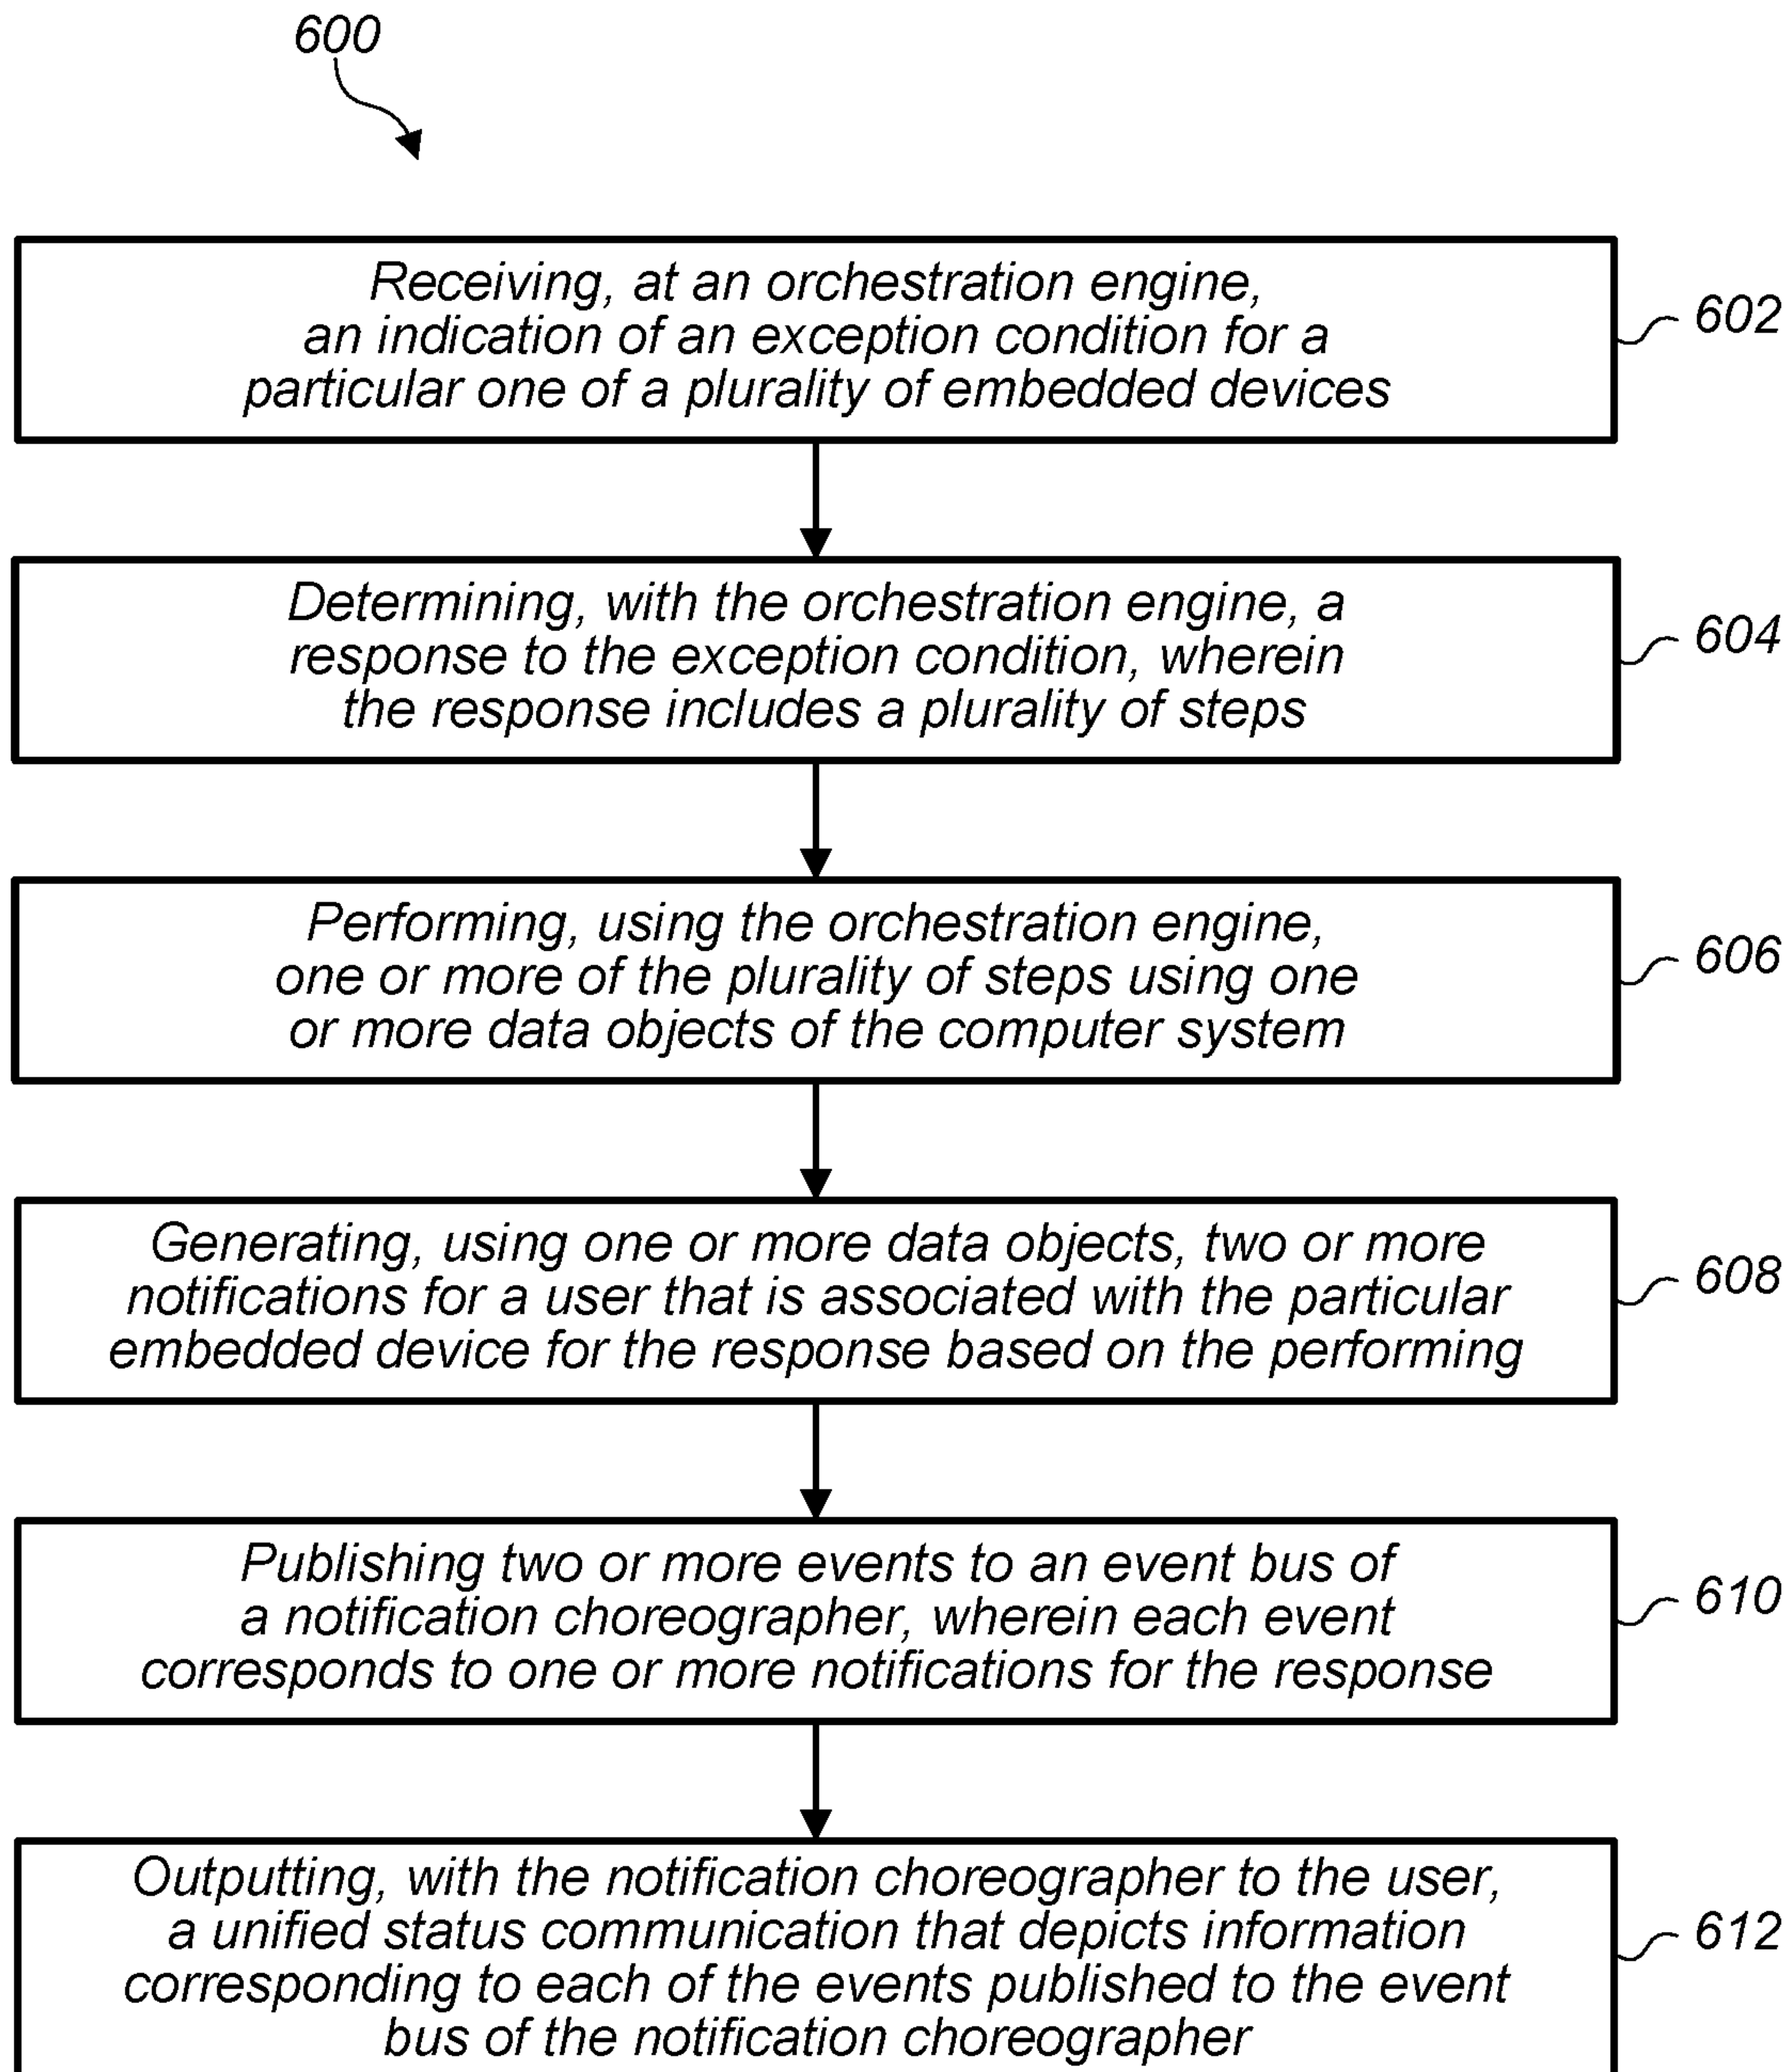 600
Receiving, at an orchestration engine,
an indication of an exception condition for a
particular one of a plurality of embedded devices
602
Determining, with the orchestration engine, a
response to the exception condition, wherein
the response includes a plurality of steps
604
Performing, using the orchestration engine,
one or more of the plurality of steps using one
or more data objects of the computer system
606
Generating, using one or more data objects, two or more
notifications for a user that is associated with the particular
embedded device for the response based on the performing
608
Publishing two or more events to an event bus of
a notification choreographer, wherein each event
corresponds to one or more notifications for the response
610
Outputting, with the notification choreographer to the user,
a unified status communication that depicts information
corresponding to each of the events published to the event
bus of the notification choreographer
612